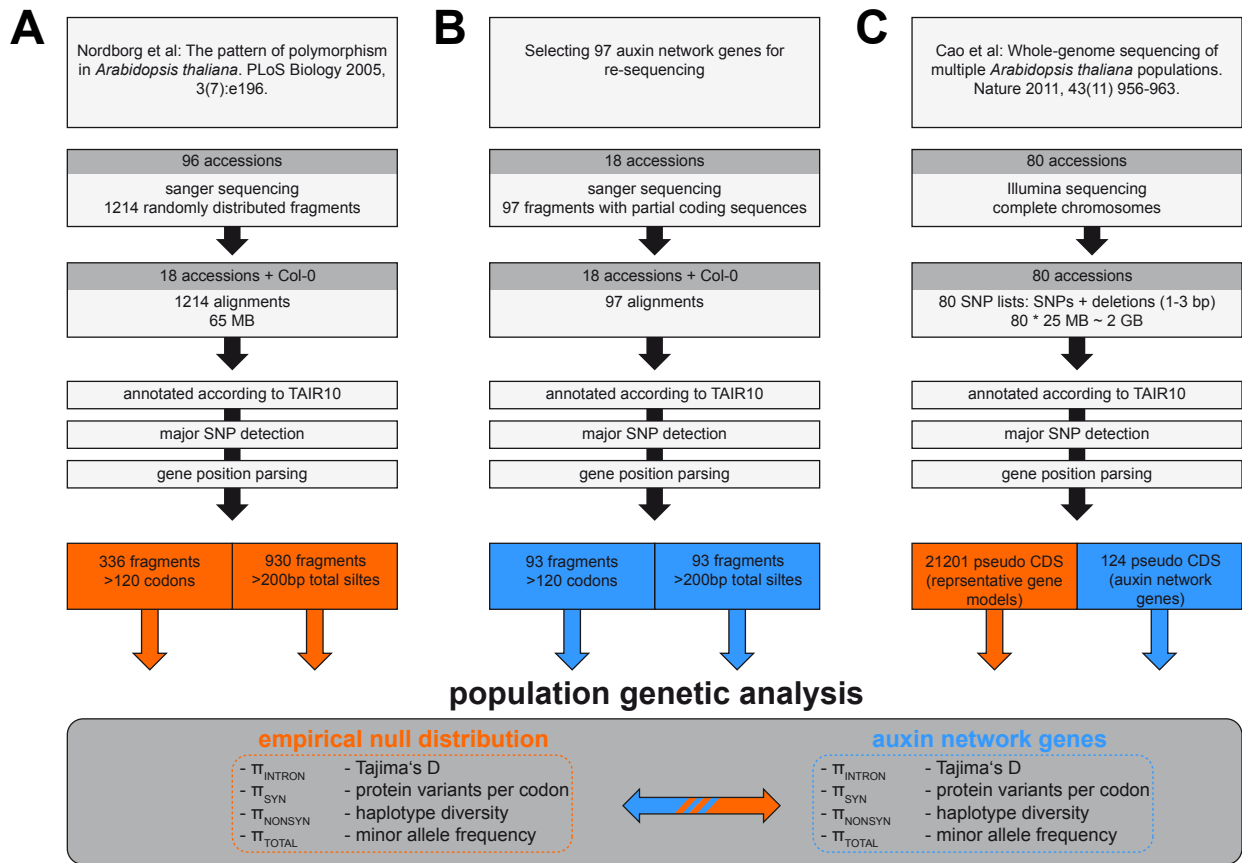 A
Nordborg et al: The pattern of polymorphism
in Arabidopsis thaliana. PLoS Biology 2005,
3(7):e196.
96 accessions
sanger sequencing
1214 randomly distributed fragments
18 accessions + Col-0
1214 alignments
65 MB
annotated according to TAIR10
major SNP detection
gene position parsing
336 fragments
>120 codons
930 fragments
>200bp total siltes
B
Selecting 97 auxin network genes for
re-sequencing
18 accessions
sanger sequencing
97 fragments with partial coding sequences
18 accessions + Col-0
97 alignments
annotated according to TAIR10
major SNP detection
gene position parsing
93 fragments
>120 codons
93 fragments
>200bp total siltes
C
Cao et al: Whole-genome sequencing of
multiple Arabidopsis thaliana populations.
Nature 2011, 43(11) 956-963.
80 accessions
Illumina sequencing
complete chromosomes
80 accessions
80 SNP lists: SNPs + deletions (1-3 bp)
80 * 25 MB ~ 2 GB
annotated according to TAIR10
major SNP detection
gene position parsing
21201 pseudo CDS
(reprsentative gene
models)
124 pseudo CDS
(auxin network
genes)
population genetic analysis
empirical null distribution
- π INTRON - Tajima‘s D
- π SYN - protein variants per codon
- π NONSYN - haplotype diversity
- π TOTAL - minor allele frequency
auxin network genes
- π INTRON - Tajima‘s D
- π SYN - protein variants per codon
- π NONSYN - haplotype diversity
- π TOTAL - minor allele frequency